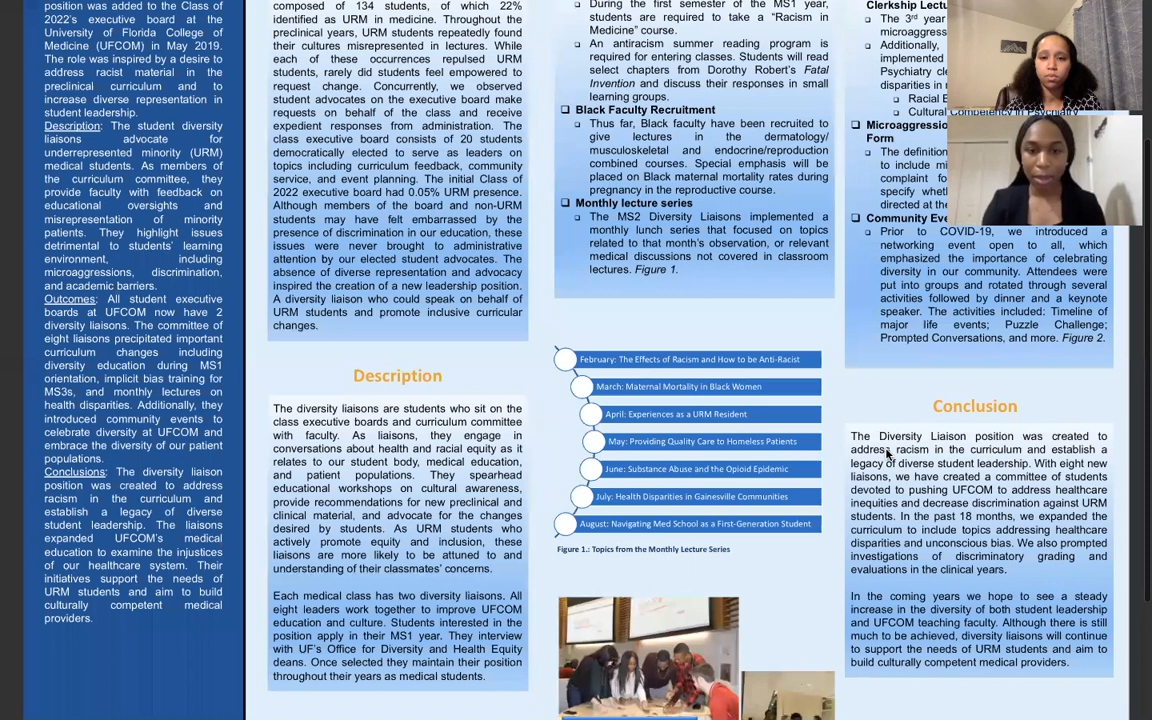 position was added to the Class of
2022's executive board at the
University of Florida College of
Medicine (UFCOM) in May 2019.
The role was inspired by a desire to
address racist material in the
preclinical curriculum and to
increase diverse representation in
student leadership.
Description: The student diversity
liaisons advocate for
underrepresented minority (URM)
medical students. As members of
the curriculum committee, they
provide faculty with feedback on
educational oversights and
misrepresentation of minority
patients. They highlight issues
detrimental to students' learning
environment, including
microaggressions, discrimination,
and academic barriers.
Outcomes: All student executive
boards at UFCOM now have 2
diversity liaisons. The committee of
eight liaisons precipitated important
curriculum changes including
diversity education during MS1
orientation, implicit bias training for
MS3s, and monthly lectures on
health disparities. Additionally, they
introduced community events to
celebrate diversity at UFCOM and
embrace the diversity of our patient
populations.
Conclusions: The diversity liaison
position was created to address
racism in the curriculum and
establish a legacy of diverse
student leadership. The liaisons
expanded UFCOM's medical
education to examine the injustices
of our healthcare system. Their
initiatives support the needs of
URM students and aim to build
culturally competent medical
providers.
composed of 134 students, of which 22%
identified as URM in medicine. Throughout the
preclinical years, URM students repeatedly found
their cultures misrepresented in lectures. While
each of these occurrences repulsed URM
students, rarely did students feel empowered to
request change. Concurrently, we observed
student advocates on the executive board make
requests on behalf of the class and receive
expedient responses from administration. The
class executive board consists of 20 students
democratically elected to serve as leaders on
topics including curriculum feedback, community
service, and event planning. The initial Class of
2022 executive board had 0.05% URM presence.
Although members of the board and non-URM
students may have felt embarrassed by the
presence of discrimination in our education, these
issues were never brought to administrative
attention by our elected student advocates. The
absence of diverse representation and advocacy
inspired the creation of a new leadership position.
A diversity liaison who could speak on behalf of
URM students and promote inclusive curricular
changes.
Description
The diversity liaisons are students who sit on the
class executive boards and curriculum committee
with faculty. As liaisons, they engage in
conversations about health and racial equity as it
relates to our student body, medical education,
and patient populations. They spearhead
educational workshops on cultural awareness,
provide recommendations for new preclinical and
clinical material, and advocate for the changes
desired by students. As URM students who
actively promote equity and inclusion, these
liaisons are more likely to be attuned to and
understanding of their classmates' concerns.
Each medical class has two diversity liaisons. All
eight leaders work together to improve UFCOM
education and culture. Students interested in the
position apply in their MS1 year. They interview
with UF's Office for Diversity and Health Equity
deans. Once selected they maintain their position
throughout their years as medical students.
❑ During the first semester of the MS1 year,
students are required to take a "Racism in
Medicine" course.
❑ An antiracism summer reading program is
required for entering classes. Students will read
select chapters from Dorothy Robert's Fatal
Invention and discuss their responses in small
learning groups.
❑ Black Faculty Recruitment
❑ Thus far, Black faculty have been recruited to
give lectures in the dermatology/
musculoskeletal and endocrine/reproduction
combined courses. Special emphasis will be
placed on Black maternal mortality rates during
pregnancy in the reproductive course.
❑ Monthly lecture series
❑ The MS2 Diversity Liaisons implemented a
monthly lunch series that focused on topics
related to that month's observation, or relevant
medical discussions not covered in classroom
lectures. Figure 1.
February: The Effects of Racism and How to be Anti-Racist
March: Maternal Mortality in Black Women
April: Experiences as a URM Resident
May: Providing Quality Care to Homeless Patients
June: Substance Abuse and the Opioid Epidemic
July: Health Disparities in Gainesville Communities
August: Navigating Med School as a First-Generation Student
Figure 1.: Topics from the Monthly Lecture Series
Clerkship Lectu
❑ The 3rd year
microaggress
❑ Additionally,
implemented
Psychiatry cle
disparities in
❑ Racial E
❑ Cultural Competency in Psychiatry
❑ Microaggressio
Form
❑ The definition
to include mi
complaint fo
specify wheth
directed at the
❑ Community Eve
❑ Prior to COVID-19, we introduced a
networking event open to all, which
emphasized the importance of celebrating
diversity in our community. Attendees were
put into groups and rotated through several
activities followed by dinner and a keynote
speaker. The activities included: Timeline of
major life events; Puzzle Challenge;
Prompted Conversations, and more. Figure 2.
Conclusion
The Diversity Liaison position was created to
address racism in the curriculum and establish a
legacy of diverse student leadership. With eight new
liaisons, we have created a committee of students
devoted to pushing UFCOM to address healthcare
inequities and decrease discrimination against URM
students. In the past 18 months, we expanded the
curriculum to include topics addressing healthcare
disparities and unconscious bias. We also prompted
investigations of discriminatory grading and
evaluations in the clinical years.
In the coming years we hope to see a steady
increase in the diversity of both student leadership
and UFCOM teaching faculty. Although there is still
much to be achieved, diversity liaisons will continue
to support the needs of URM students and aim to
build culturally competent medical providers.